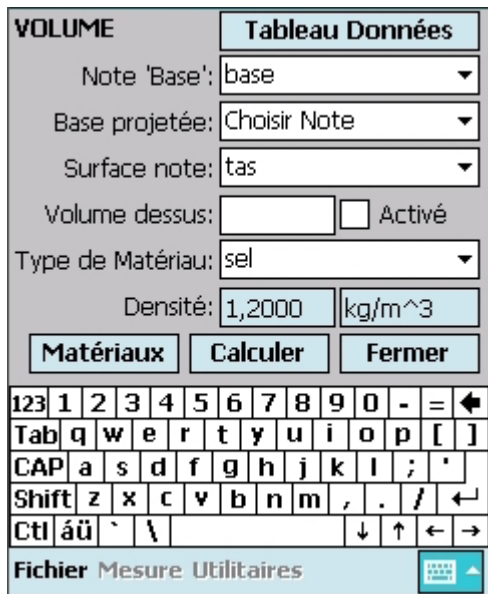 VOLUME Tableau Données
Note 'Base': base
Base projetée: Choisir Note
Surface note: tas
Volume dessus: Activé
Type de Matériau: sel
Densité: 1,2000 kg/m^3
Matériaux Calculer Fermer
123 1 2 3 4 5 6 7 8 9 0 - = 🡸
Tab q w e r t y u i o p [ ]
CAP a s d f g h j k l ; '
Shift z x c v b n m , . / ↵
Ctl áü ` \ ↓ ↑ ← →
Fichier Mesure Utilitaires